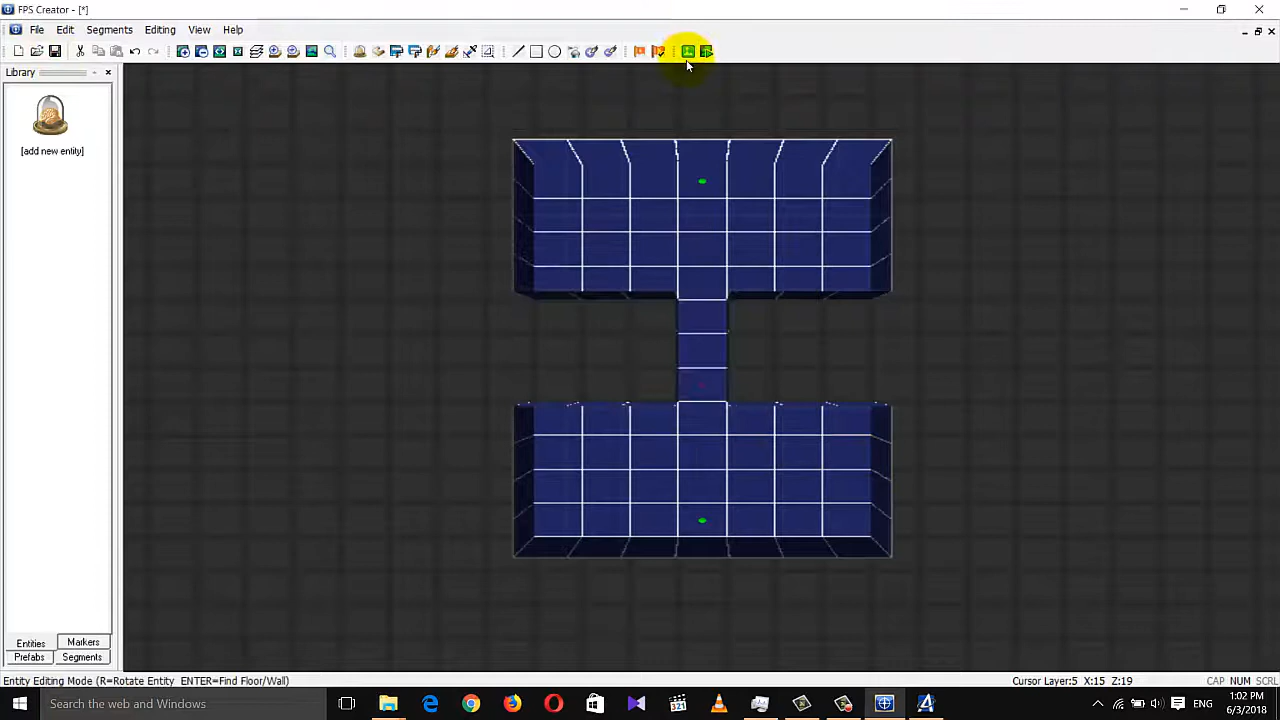 FPS Creator - [*]
File Edit Segments Editing View Help
Library
[add new entity]
Entities Markers
Prefabs Segments
Entity Editing Mode (R=Rotate Entity ENTER=Find Floor/Wall)
Cursor Layer:5 X:15 Z:19
CAP NUM SCRL
Search the web and Windows
321
ENG
1:02 PM
6/3/2018